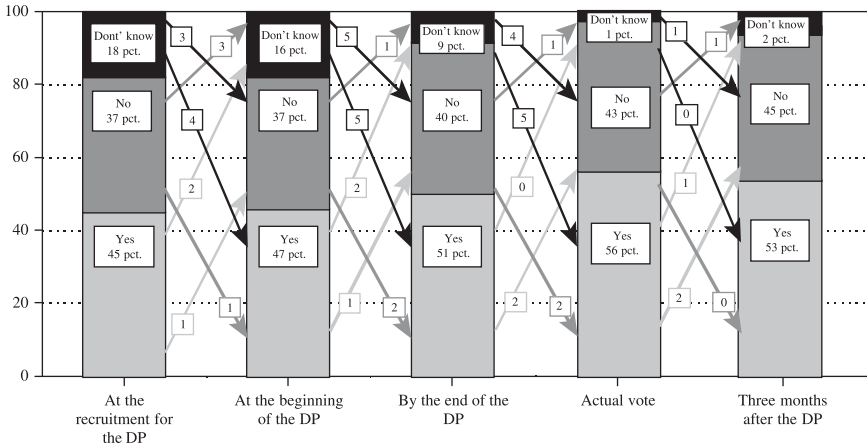 100
80
60
40
20
0
Dont' know
18 pct.
No
37 pct.
Yes
45 pct.
3
3
4
2
1
1
Don't know
16 pct.
No
37 pct.
Yes
47 pct.
5
1
5
2
1
2
Don't know
9 pct.
No
40 pct.
Yes
51 pct.
4
1
5
0
2
2
Don't know
1 pct.
No
43 pct.
Yes
56 pct.
1
1
0
1
2
0
Don't know
2 pct.
No
45 pct.
Yes
53 pct.
At the
recruitment for
the DP
At the beginning
of the DP
By the end of the
DP
Actual vote
Three months
after the DP